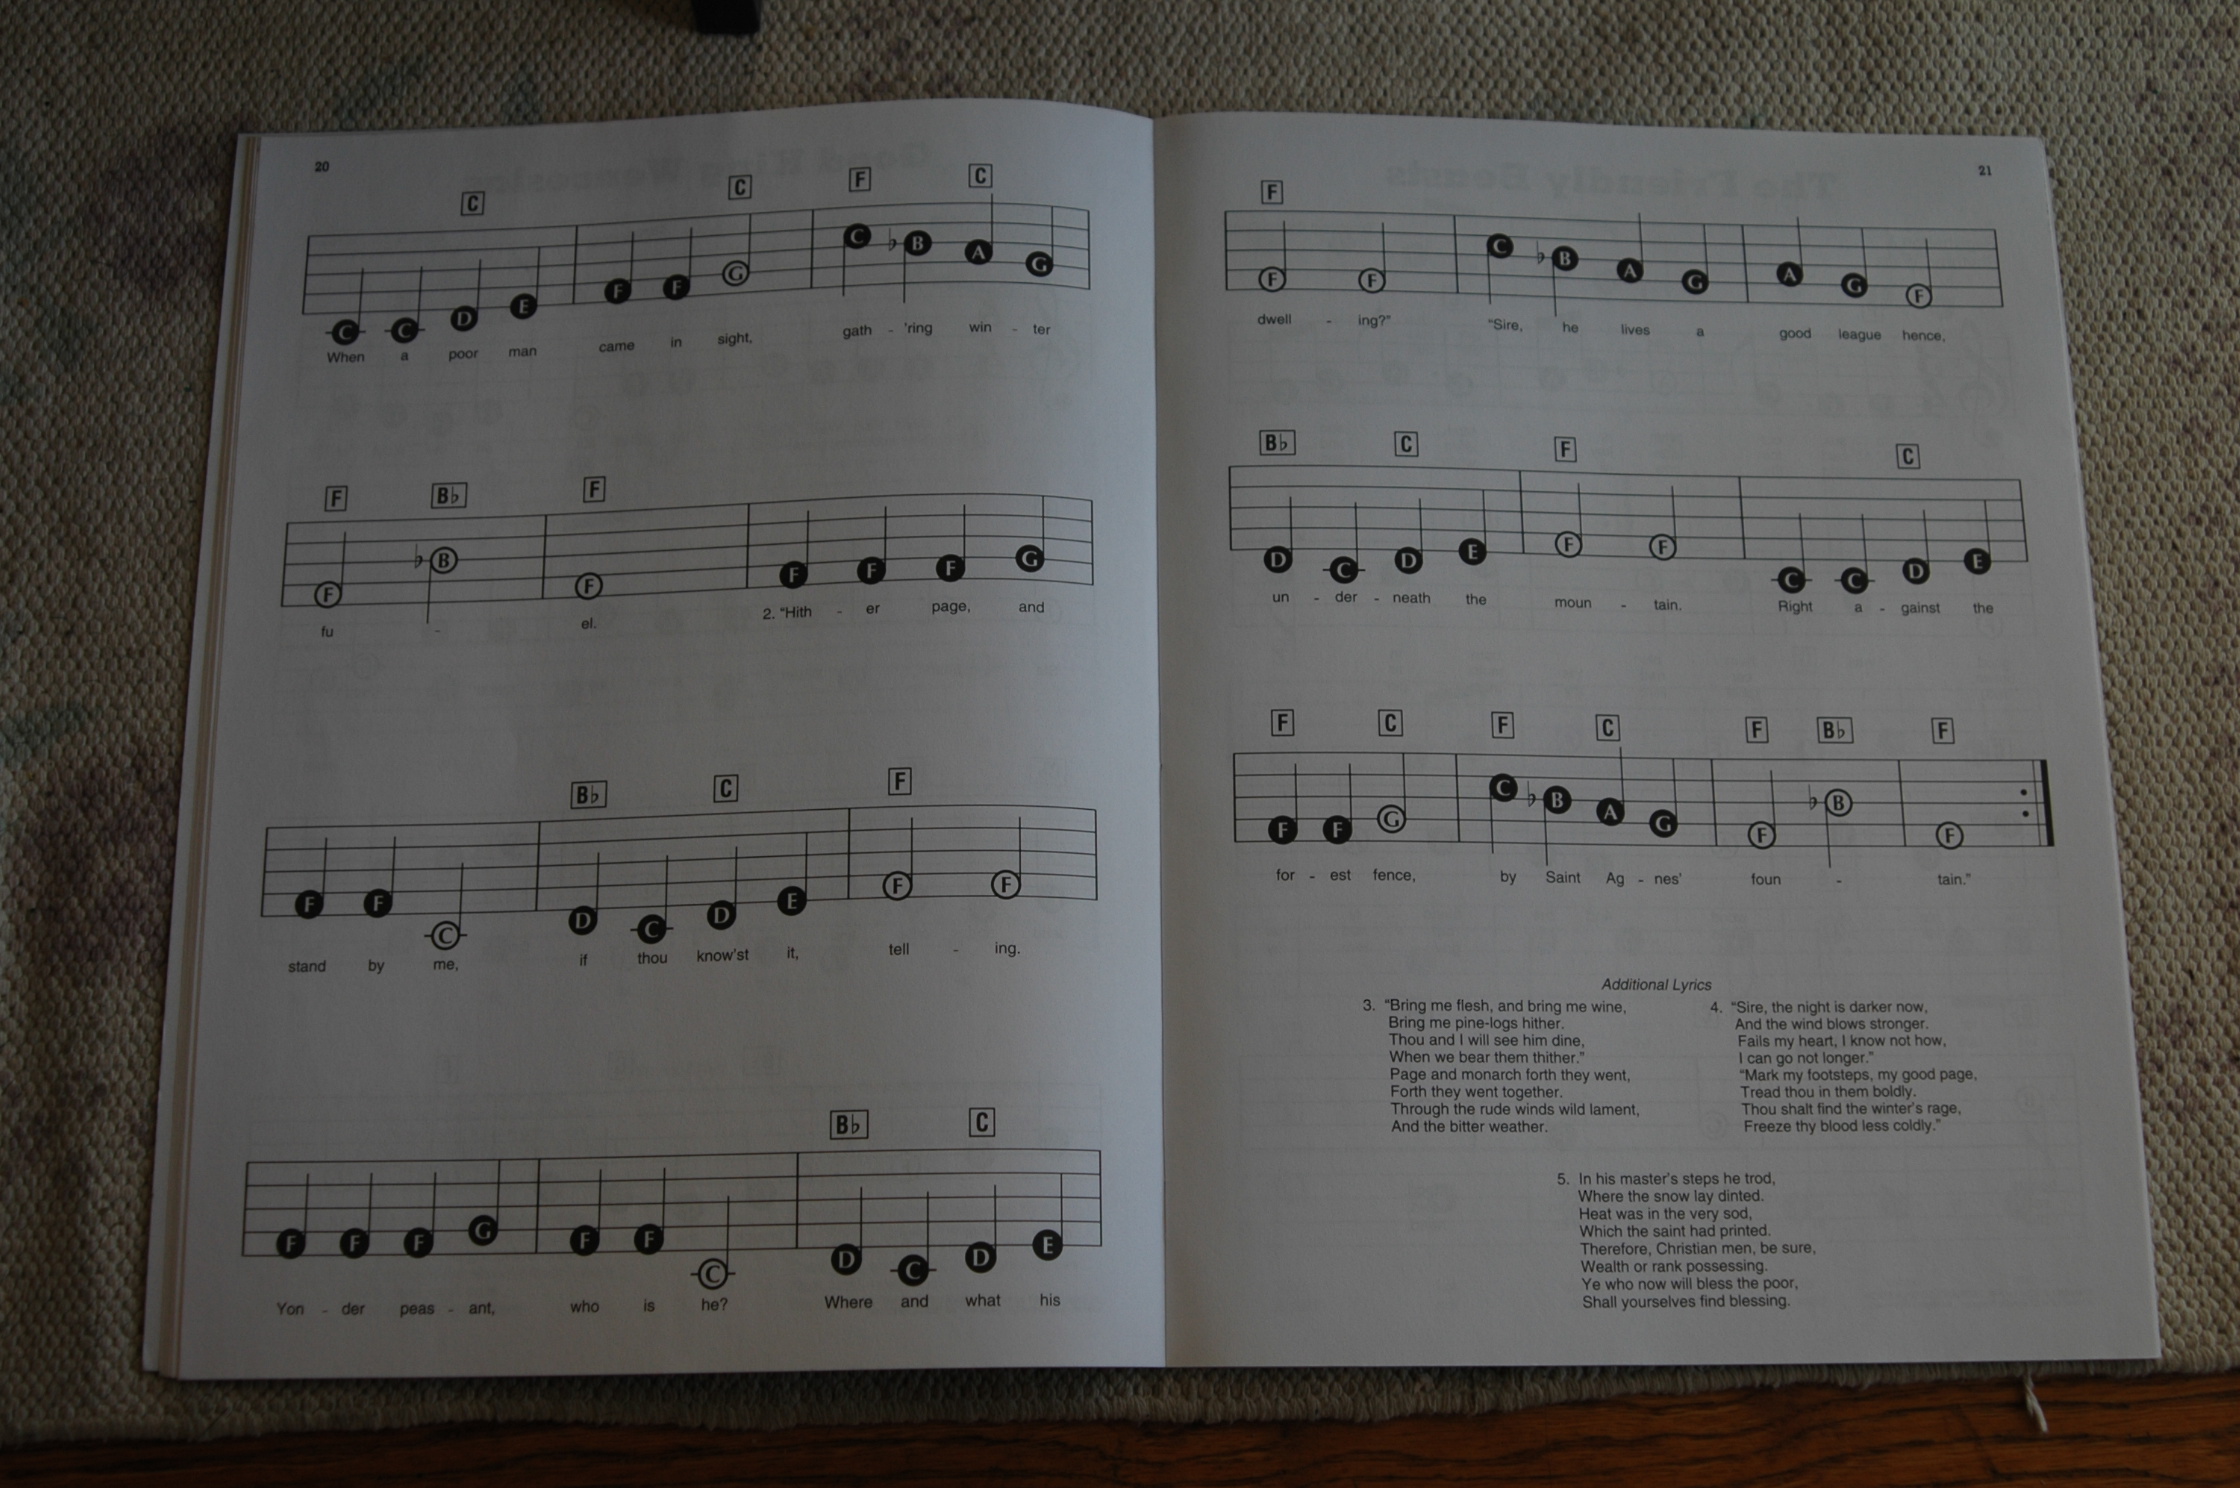 20
C C F C
C C D E F F G C ♭B A G
When a poor man came in sight, gath - 'ring win - ter
F B♭ F
F ♭B F F F F G
fu - el. 2. “Hith - er page, and
B♭ C F
F F C D C D E F F
stand by me, if thou know'st it, tell - ing.
B♭ C
F F F G F F C D C D E
Yon - der peas - ant, who is he? Where and what his
21
F
F F C ♭B A G A G F
dwell - ing?” “Sire, he lives a good league hence,
B♭ C F C
D C D E F F C C D E
un - der - neath the moun - tain. Right a - gainst the
F C F C F B♭ F
F F G C ♭B A G F ♭B F
for - est fence, by Saint Ag - nes' foun - tain.”
Additional Lyrics
3. “Bring me flesh, and bring me wine,
Bring me pine-logs hither.
Thou and I will see him dine,
When we bear them thither.”
Page and monarch forth they went,
Forth they went together.
Through the rude winds wild lament,
And the bitter weather.
4. “Sire, the night is darker now,
And the wind blows stronger.
Fails my heart, I know not how,
I can go not longer.”
“Mark my footsteps, my good page,
Tread thou in them boldly.
Thou shalt find the winter's rage,
Freeze thy blood less coldly.”
5. In his master's steps he trod,
Where the snow lay dinted.
Heat was in the very sod,
Which the saint had printed.
Therefore, Christian men, be sure,
Wealth or rank possessing.
Ye who now will bless the poor,
Shall yourselves find blessing.